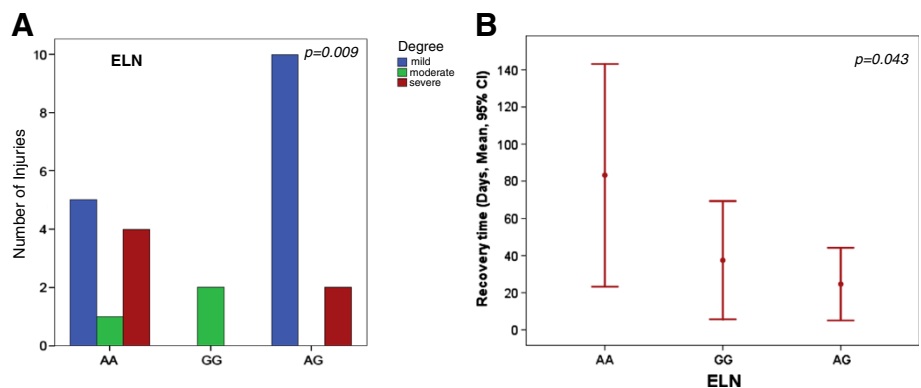 A
ELN
p=0.009
Number of Injuries
10
8
6
4
2
0
AA
GG
AG
Degree
mild
moderate
severe
B
p=0.043
Recovery time (Days, Mean, 95% CI)
140
120
100
80
60
40
20
0
AA
GG
AG
ELN